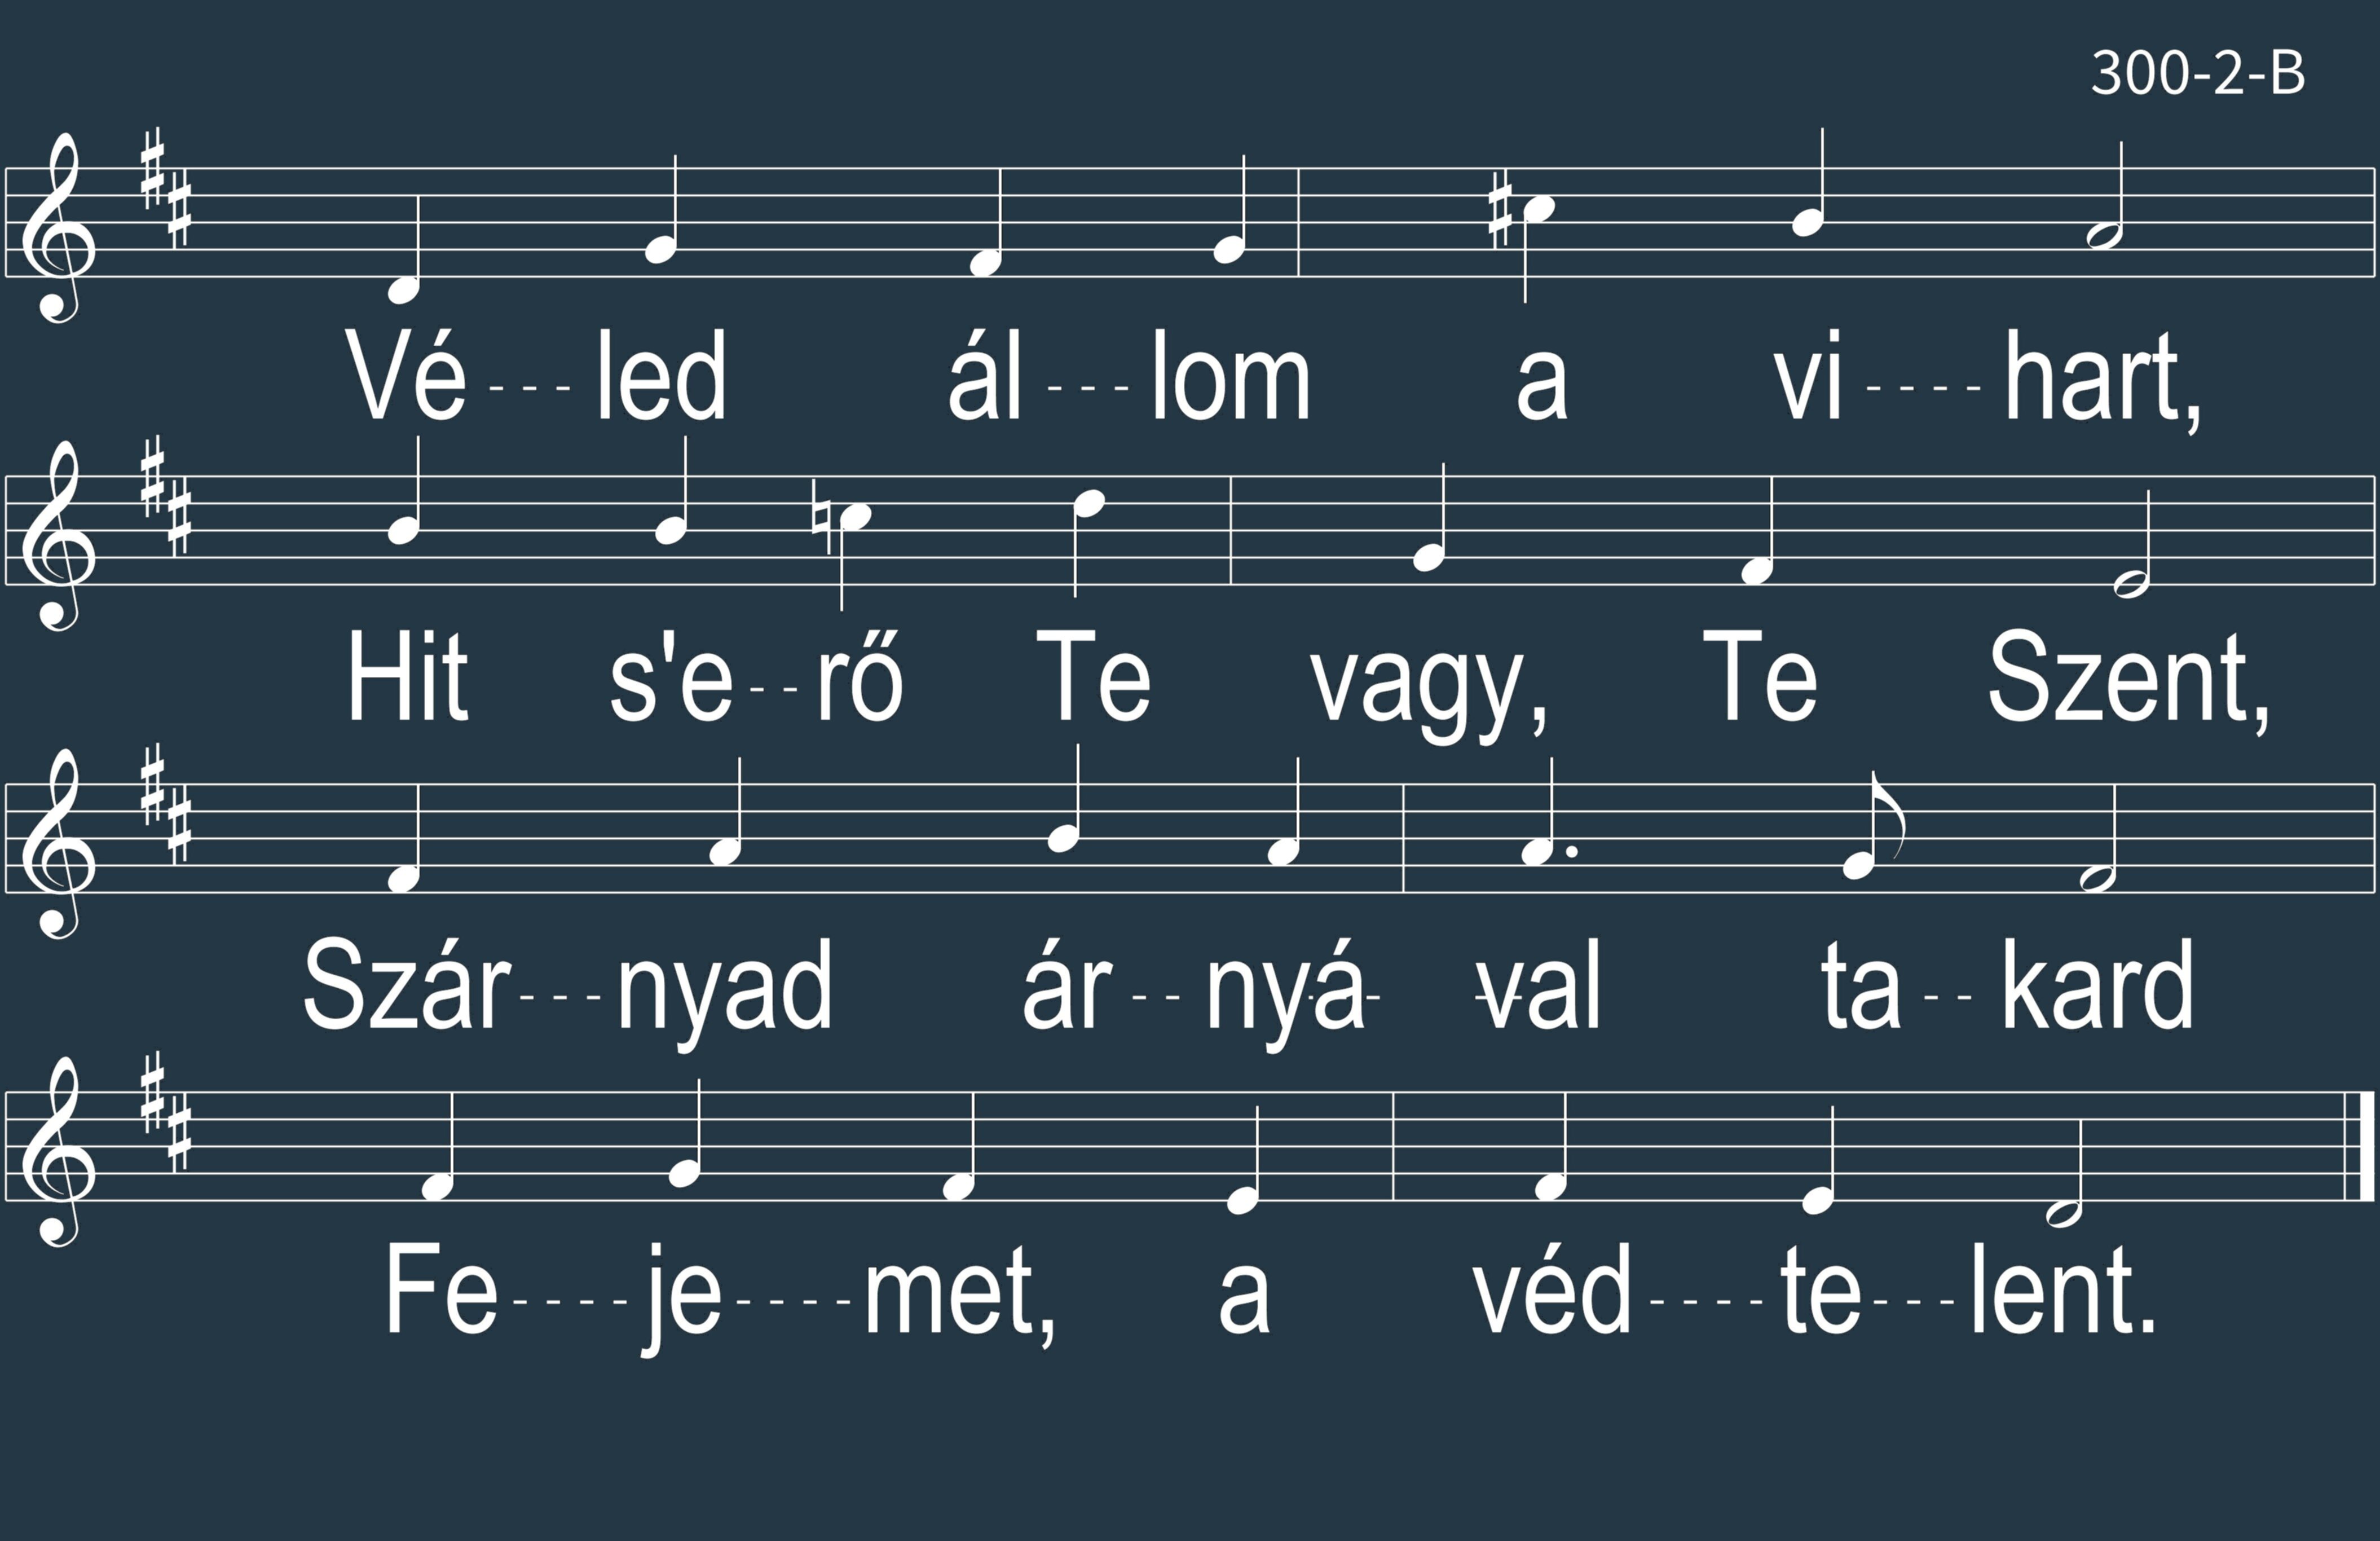 300-2-B
Vé---led ál---lom a vi----hart,
Hit s'e--rő Te vagy, Te Szent,
Szár---nyad ár--nyá- -val ta--kard
Fe----je----met, a véd----te---lent.